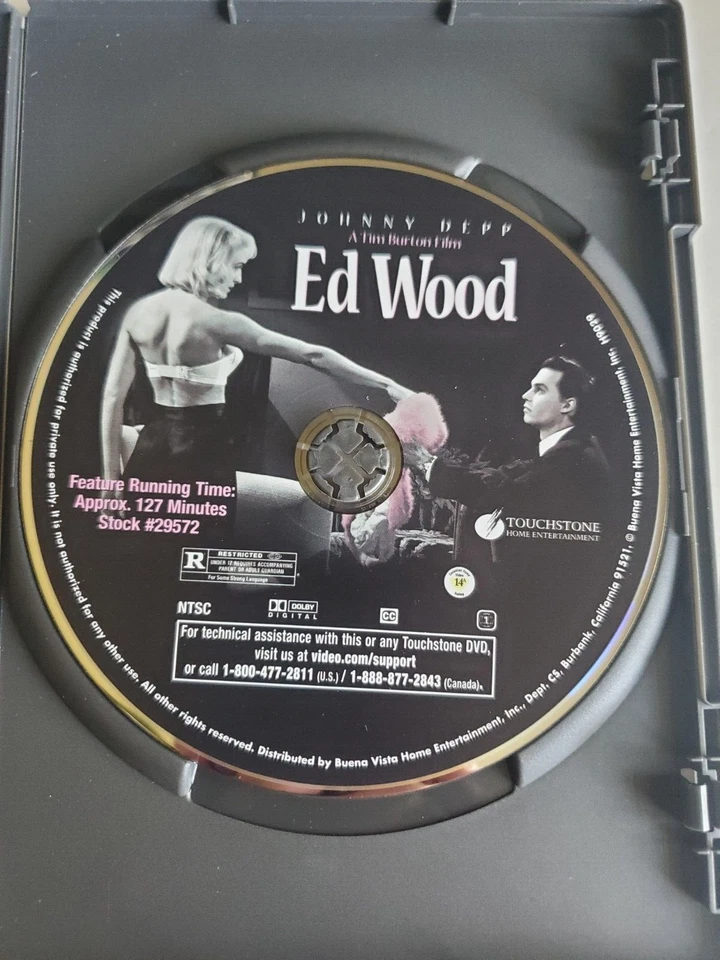 JOHNNY DEPP
A Tim Burton Film
Ed Wood
Feature Running Time:
Approx. 127 Minutes
Stock #29572
TOUCHSTONE
HOME ENTERTAINMENT
R
RESTRICTED
UNDER 17 REQUIRES ACCOMPANYING
PARENT OR ADULT GUARDIAN
For Some Strong Language
14A
NTSC
DOLBY
DIGITAL
CC
1
For technical assistance with this or any Touchstone DVD,
visit us at video.com/support
or call 1-800-477-2811 (U.S.) / 1-888-877-2843 (Canada).
This product is authorized for private use only. It is not authorized for any other use. All other rights reserved. Distributed by Buena Vista Home Entertainment, Inc., Dept. CS, Burbank, California 91521. © Buena Vista Home Entertainment, Inc.